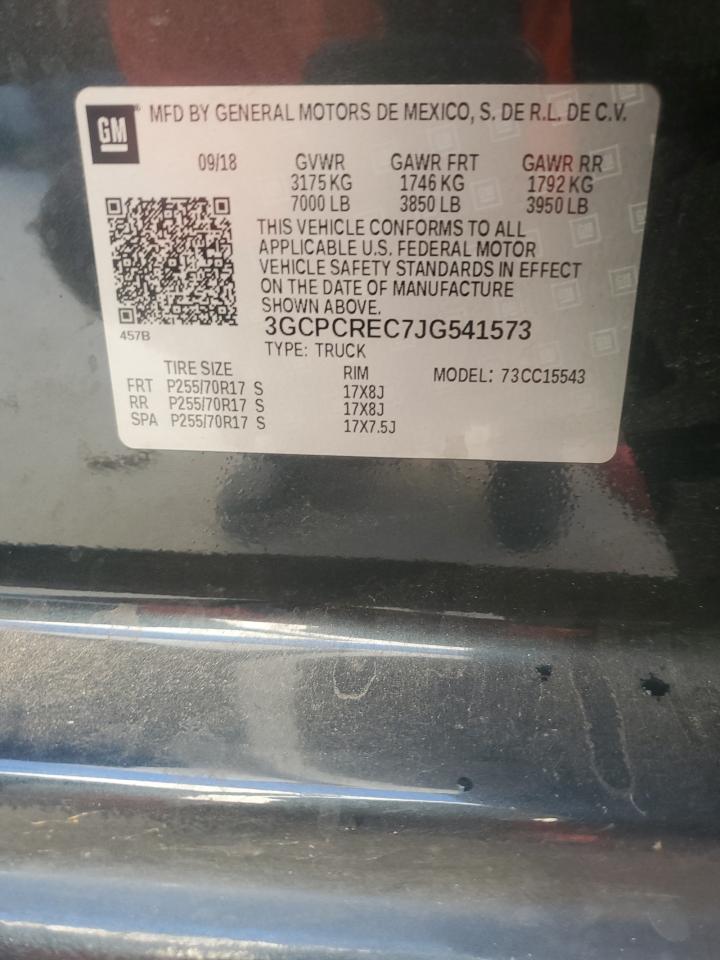 GM® MFD BY GENERAL MOTORS DE MEXICO, S. DE R.L. DE C.V.
09/18 GVWR GAWR FRT GAWR RR
3175 KG 1746 KG 1792 KG
7000 LB 3850 LB 3950 LB
THIS VEHICLE CONFORMS TO ALL
APPLICABLE U.S. FEDERAL MOTOR
VEHICLE SAFETY STANDARDS IN EFFECT
ON THE DATE OF MANUFACTURE
SHOWN ABOVE.
457B
3GCPCREC7JG541573
TYPE: TRUCK
TIRE SIZE RIM MODEL: 73CC15543
FRT P255/70R17 S 17X8J
RR P255/70R17 S 17X8J
SPA P255/70R17 S 17X7.5J